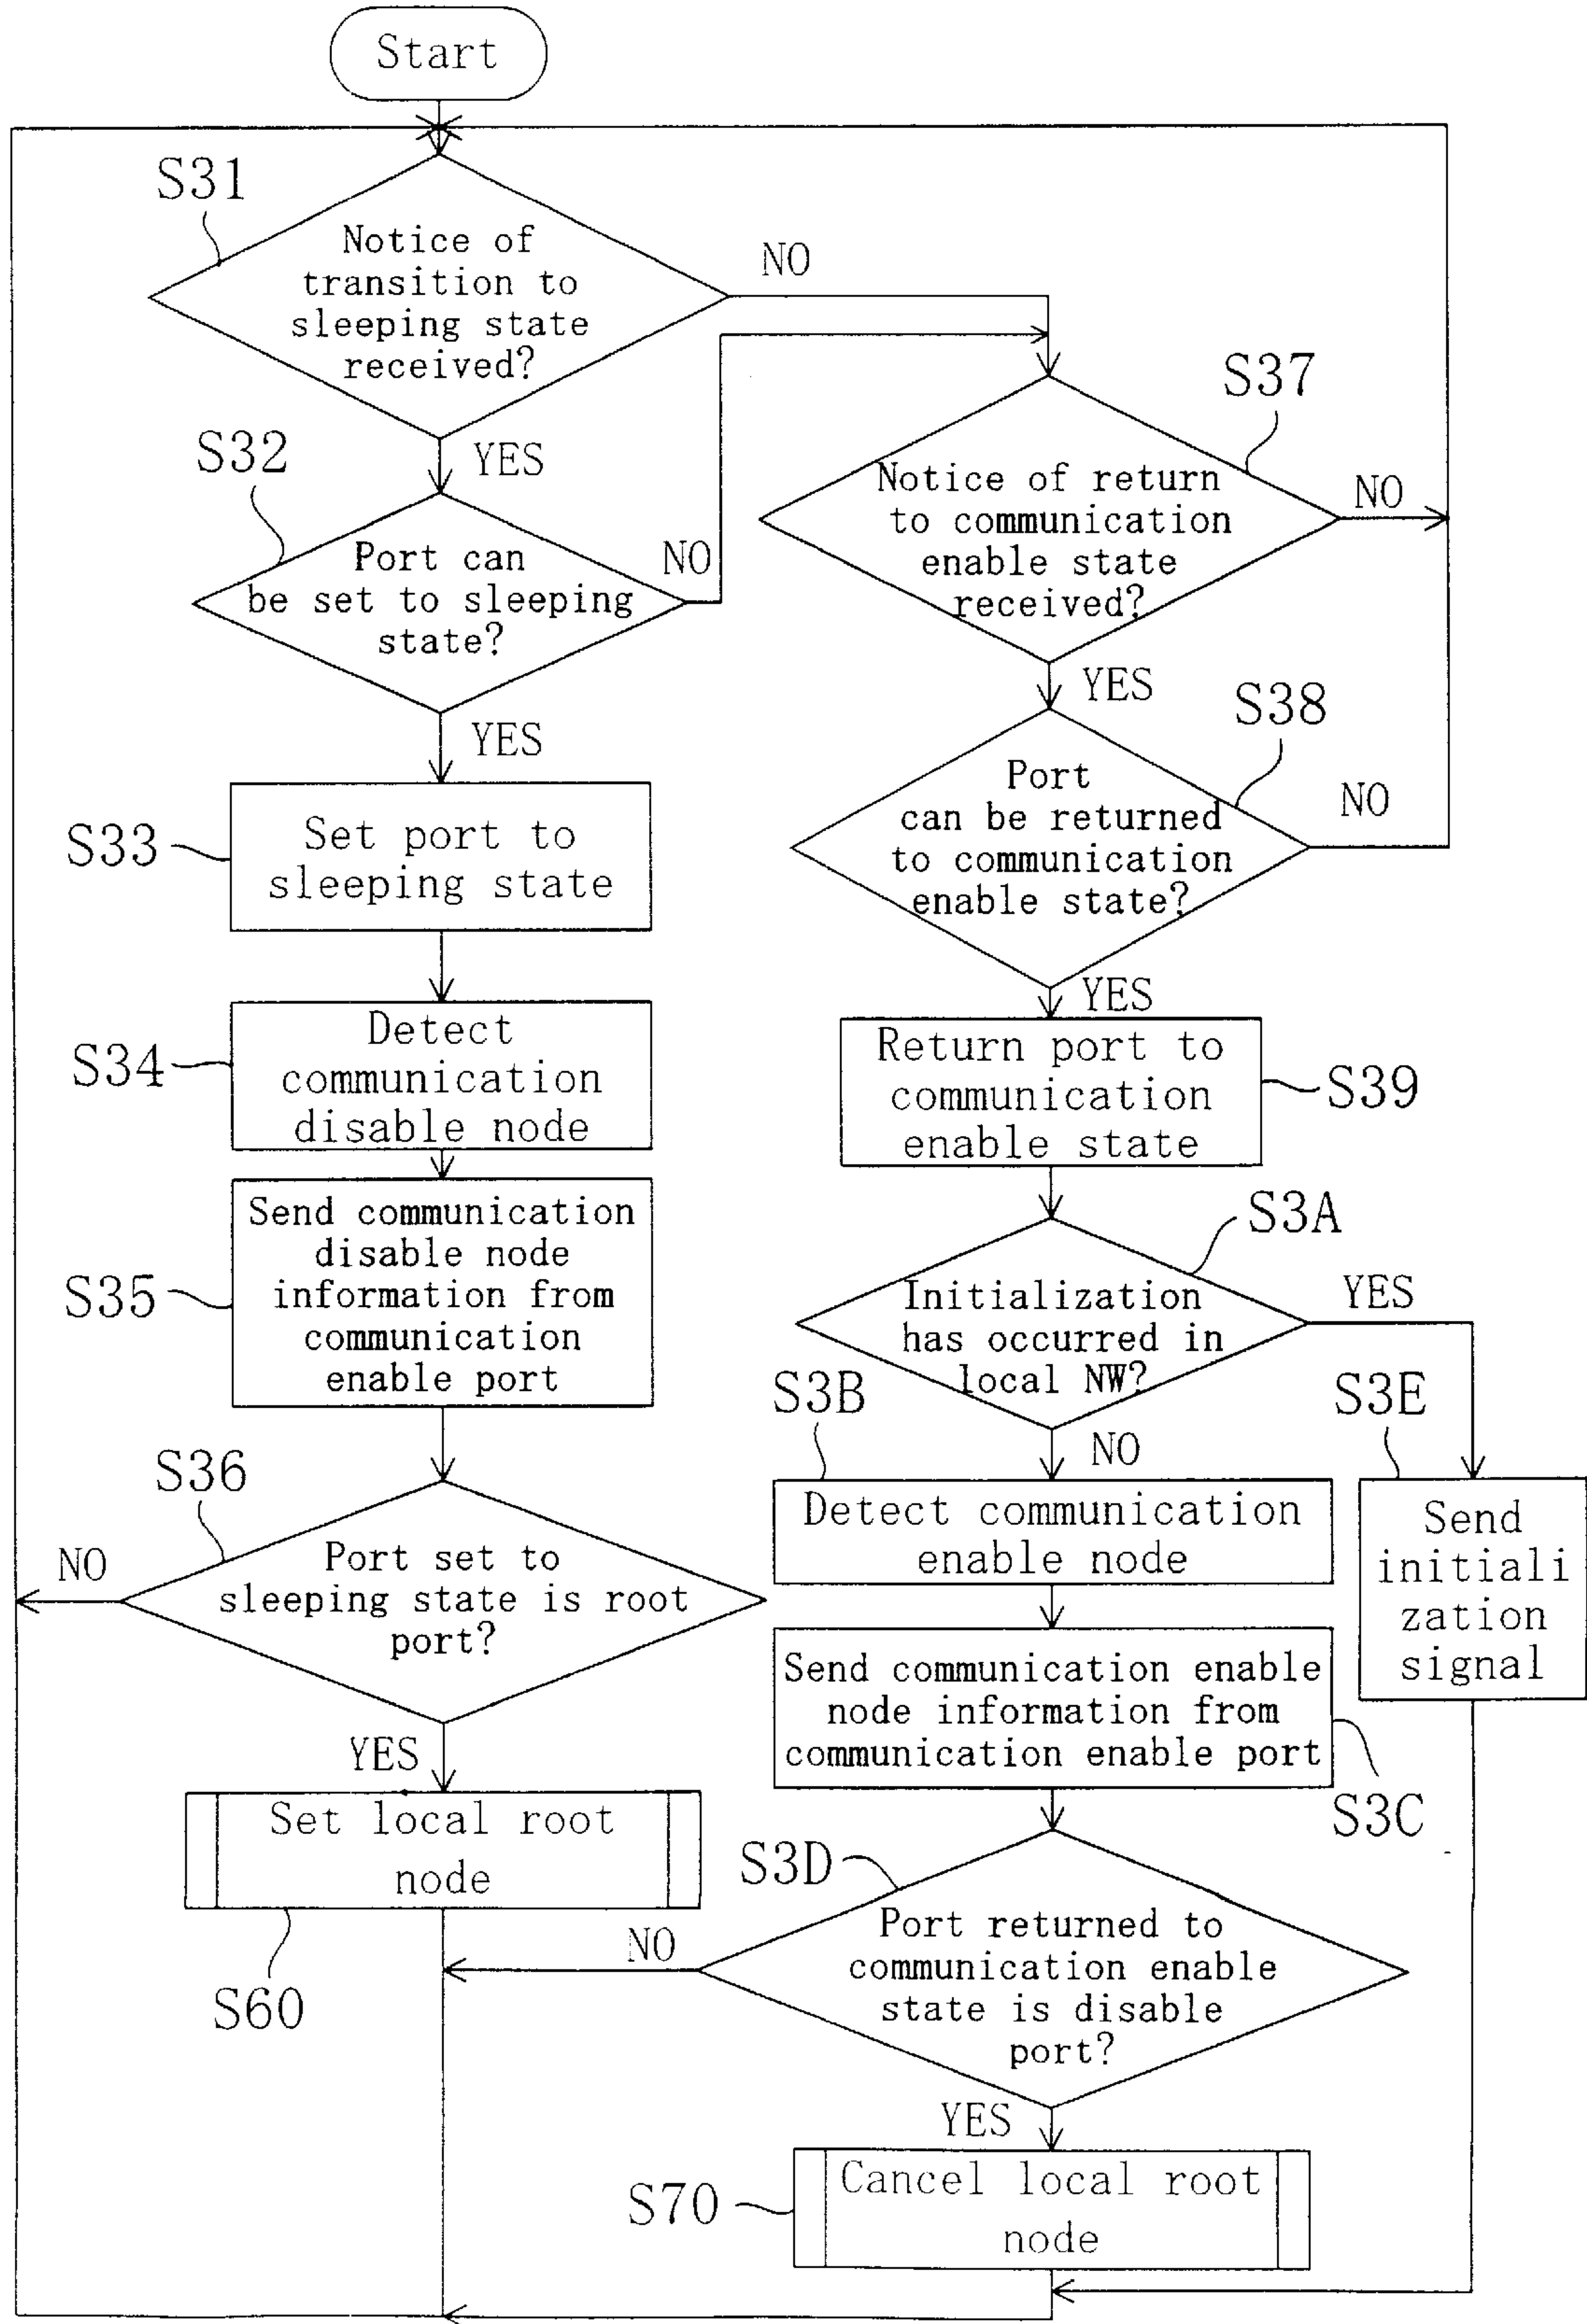 Start
S31
Notice of
transition to
sleeping state
received?
NO
YES
S32
Port can
be set to sleeping
state?
NO
YES
S33
Set port to
sleeping state
S34
Detect
communication
disable node
S35
Send communication
disable node
information from
communication
enable port
S36
Port set to
sleeping state is root
port?
NO
YES
Set local root
node
S60
S37
Notice of return
to communication
enable state
received?
NO
YES
S38
Port
can be returned
to communication
enable state?
NO
YES
Return port to
communication
enable state
S39
S3A
Initialization
has occurred in
local NW?
YES
NO
S3B
Detect communication
enable node
S3E
Send
initiali
zation
signal
Send communication enable
node information from
communication enable port
S3C
S3D
Port returned to
communication enable
state is disable
port?
NO
YES
S70
Cancel local root
node